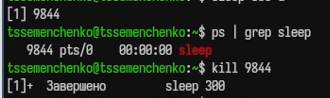 [1] 9844
tssemenchenko@tssemenchenko:~$ ps | grep sleep
   9844 pts/0    00:00:00 sleep
tssemenchenko@tssemenchenko:~$ kill 9844
[1]+  Завершено         sleep 300